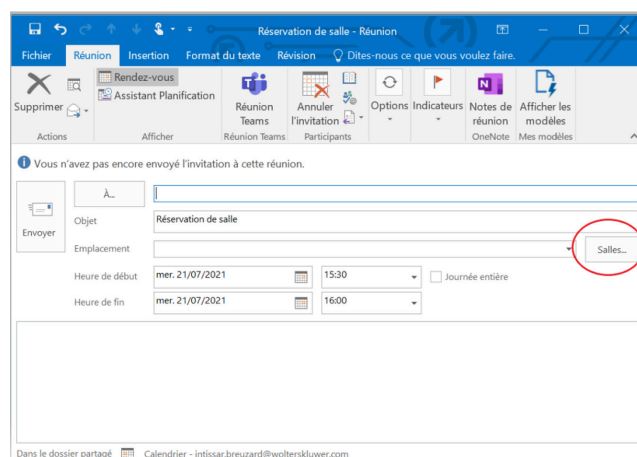 Réservation de salle - Réunion
Fichier Réunion Insertion Format du texte Révision Dites-nous ce que vous voulez faire.
Supprimer
Actions
Rendez-vous
Assistant Planification
Afficher
Réunion Teams
Réunion Teams
Annuler l'invitation
Participants
Options
Indicateurs
Notes de réunion
OneNote
Afficher les modèles
Mes modèles
Vous n'avez pas encore envoyé l'invitation à cette réunion.
Envoyer
À...
Objet Réservation de salle
Emplacement Salles...
Heure de début mer. 21/07/2021 15:30 Journée entière
Heure de fin mer. 21/07/2021 16:00
Dans le dossier partagé Calendrier - intissar.breuzard@wolterskluwer.com